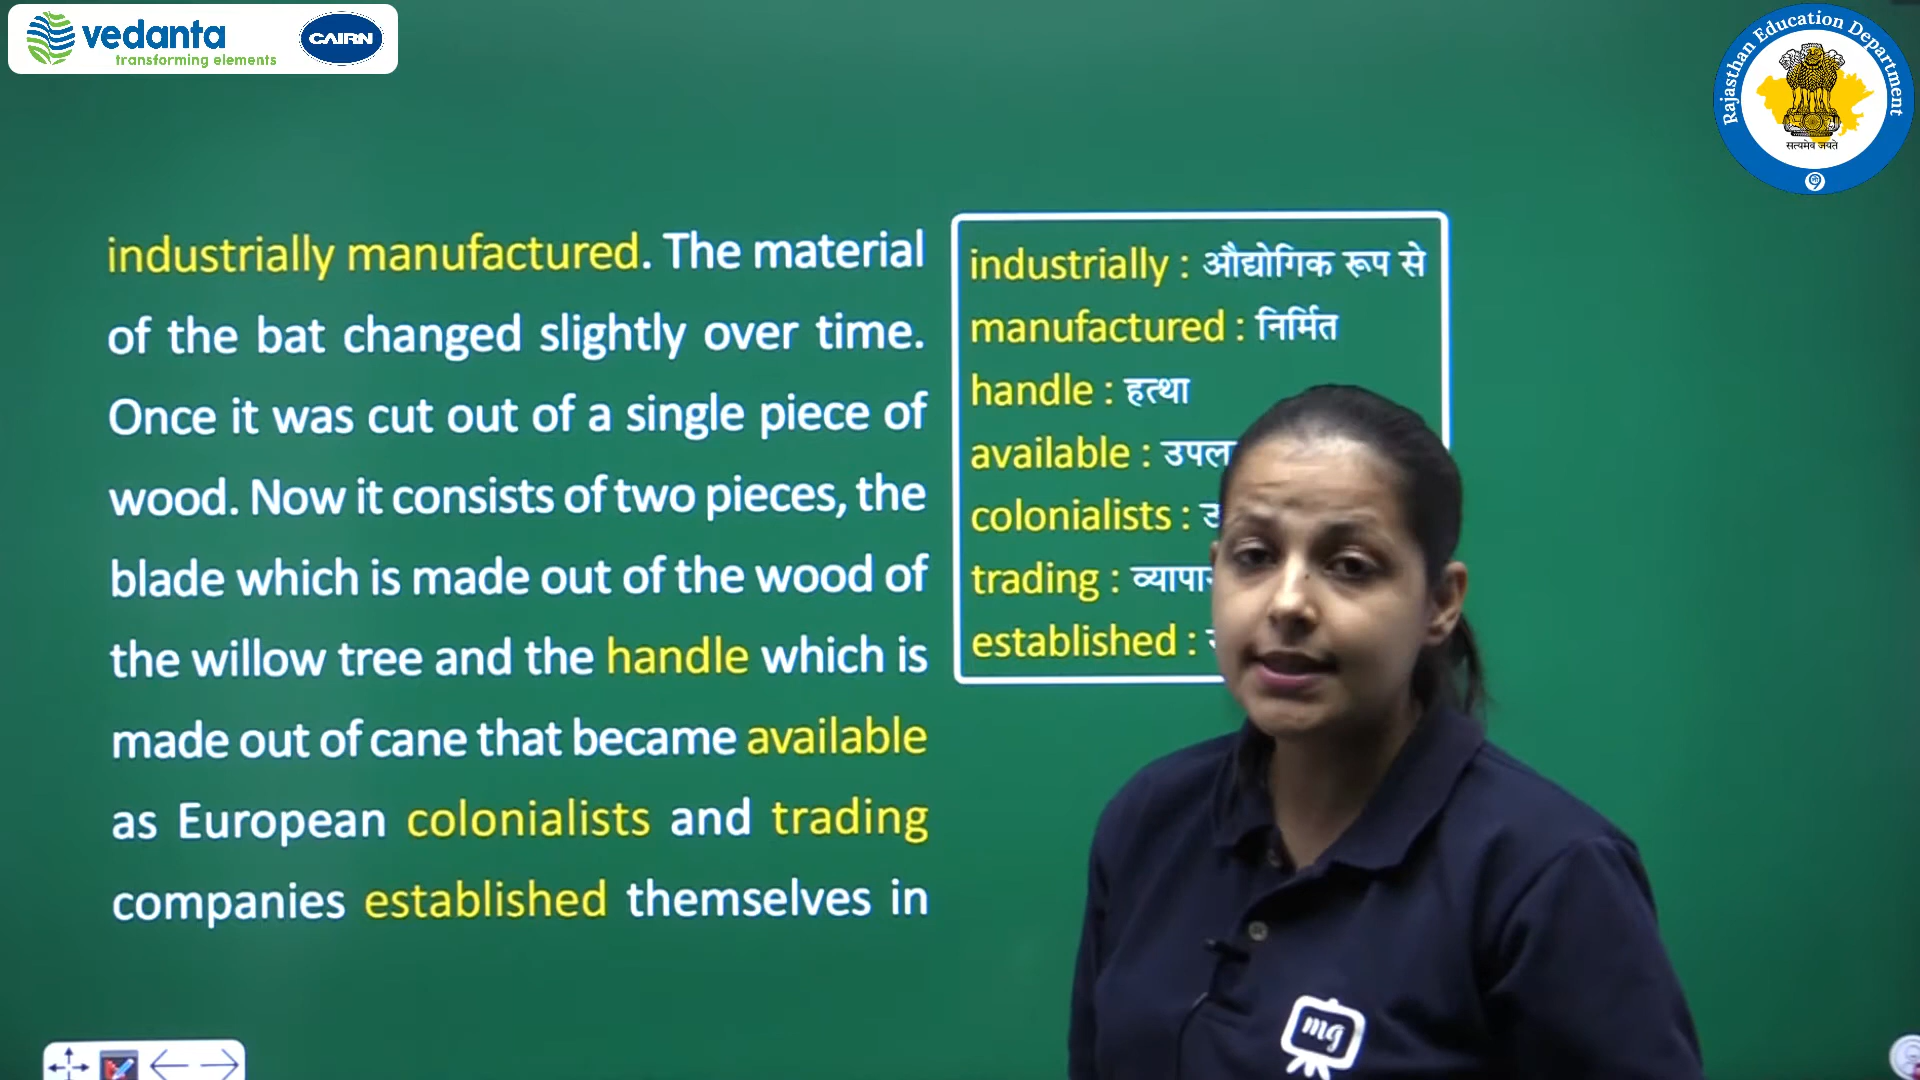 vedanta
transforming elements
CAIRN
Rajasthan Education Department
सत्यमेव जयते
industrially manufactured. The material
of the bat changed slightly over time.
Once it was cut out of a single piece of
wood. Now it consists of two pieces, the
blade which is made out of the wood of
the willow tree and the handle which is
made out of cane that became available
as European colonialists and trading
companies established themselves in
industrially : औद्योगिक रूप से
manufactured : निर्मित
handle : हत्था
available :
colonialists :
trading :
established :
mg